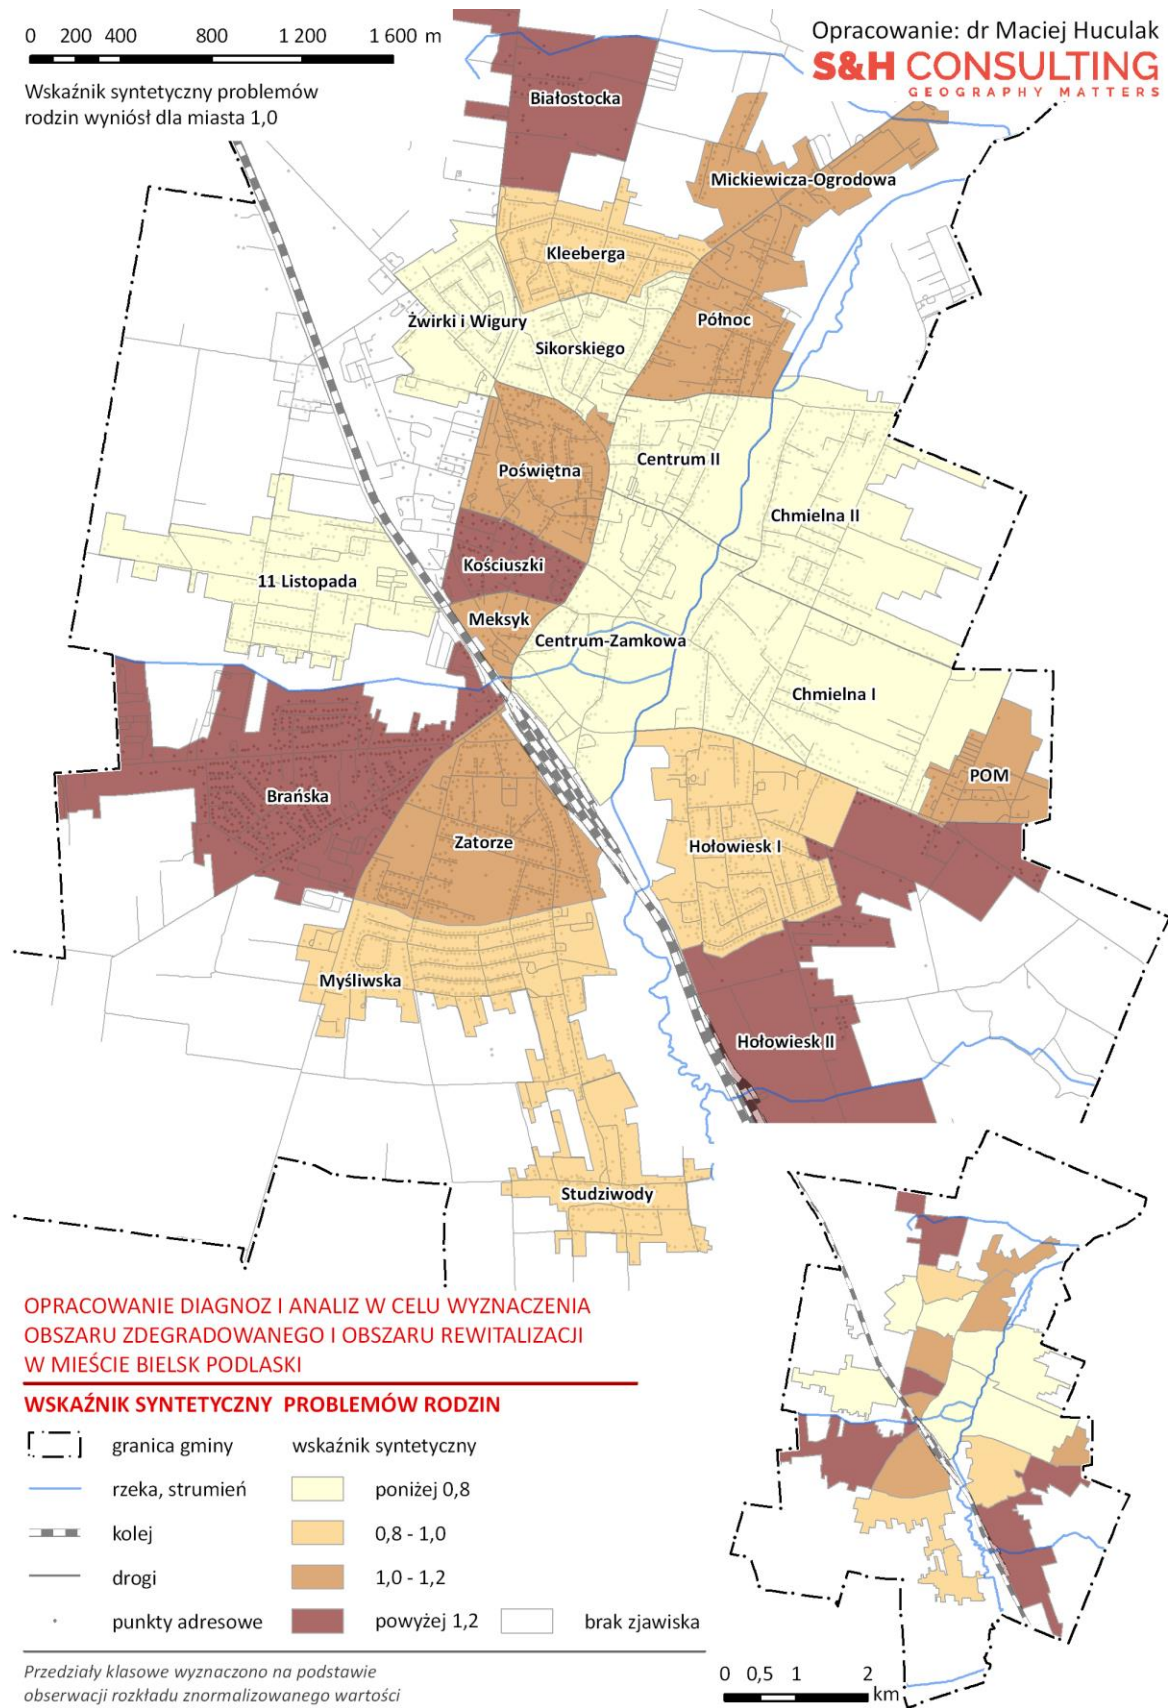 0 200 400 800 1 200 1 600 m
Wskaźnik syntetyczny problemów
rodzin wyniósł dla miasta 1,0
Opracowanie: dr Maciej Huculak
S&H CONSULTING
GEOGRAPHY MATTERS
Białostocka
Mickiewicza-Ogrodowa
Kleeberga
Żwirki i Wigury
Północ
Sikorskiego
Centrum II
Poświętna
Chmielna II
Kościuszki
11 Listopada
Meksyk
Centrum-Zamkowa
Chmielna I
POM
Brańska
Zatorze
Hołowiesk I
Myśliwska
Hołowiesk II
Studziwody
OPRACOWANIE DIAGNOZ I ANALIZ W CELU WYZNACZENIA
OBSZARU ZDEGRADOWANEGO I OBSZARU REWITALIZACJI
W MIEŚCIE BIELSK PODLASKI
WSKAŹNIK SYNTETYCZNY PROBLEMÓW RODZIN
granica gminy wskaźnik syntetyczny
rzeka, strumień poniżej 0,8
kolej 0,8 - 1,0
drogi 1,0 - 1,2
punkty adresowe powyżej 1,2 brak zjawiska
Przedziały klasowe wyznaczono na podstawie
obserwacji rozkładu znormalizowanego wartości
0 0,5 1 2
km